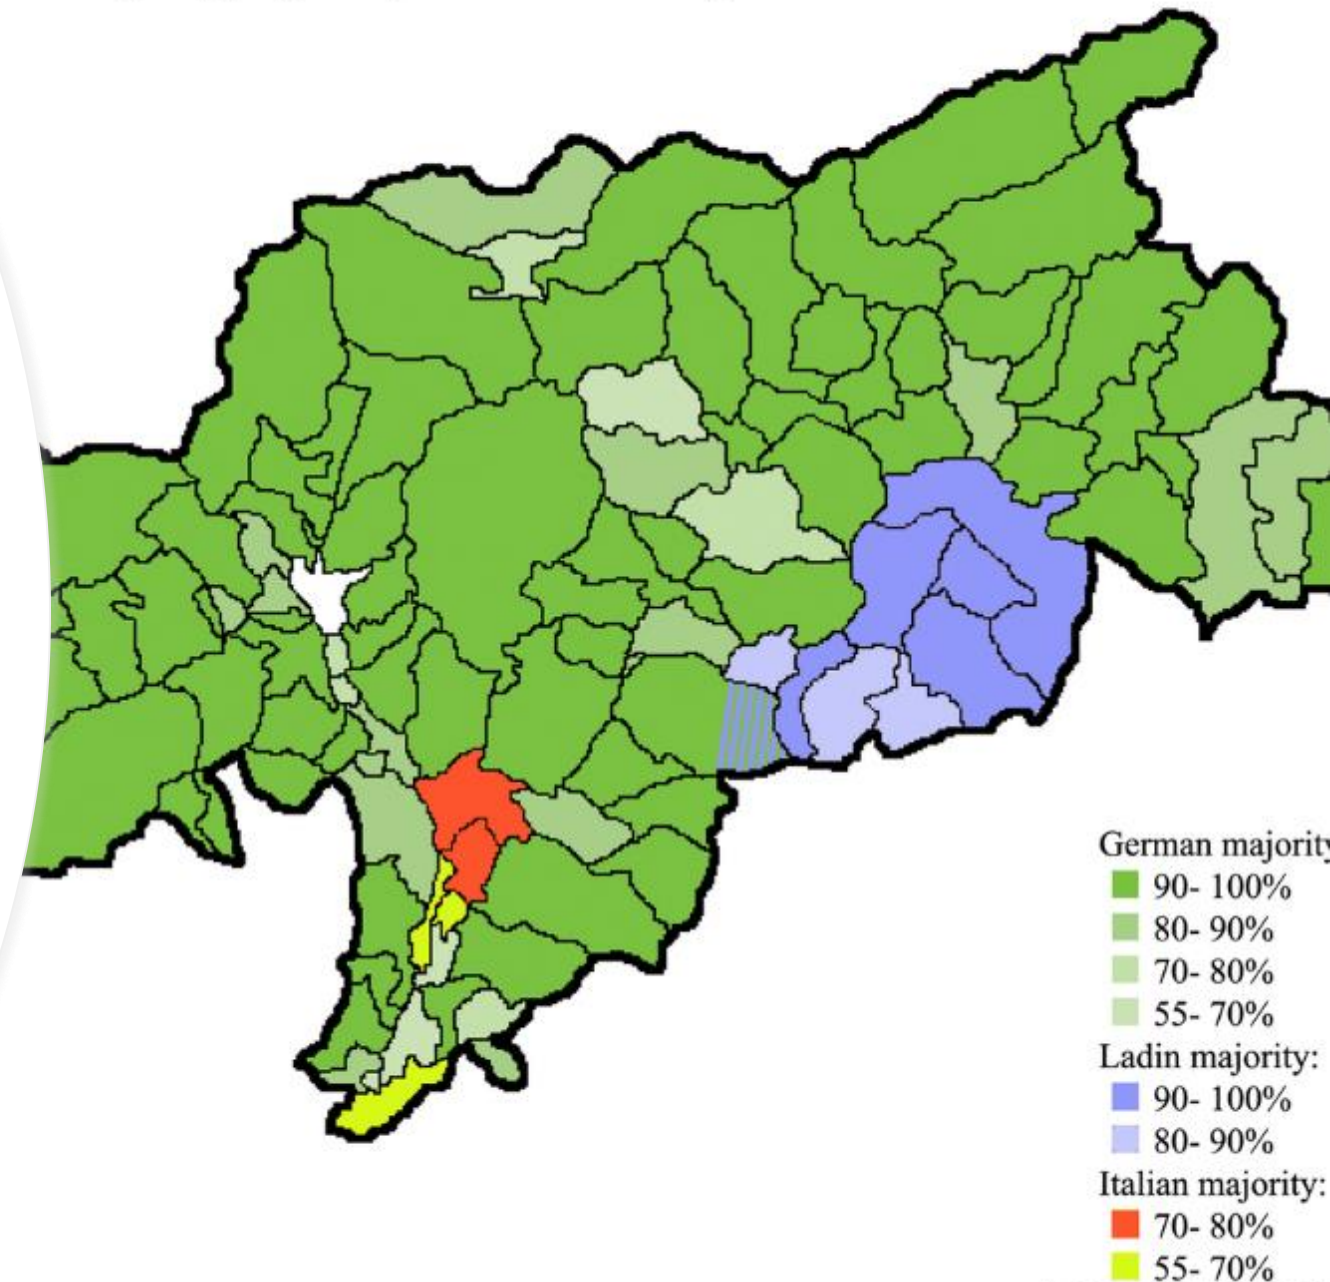 German majority
90- 100%
80- 90%
70- 80%
55- 70%
Ladin majority:
90- 100%
80- 90%
Italian majority:
70- 80%
55- 70%